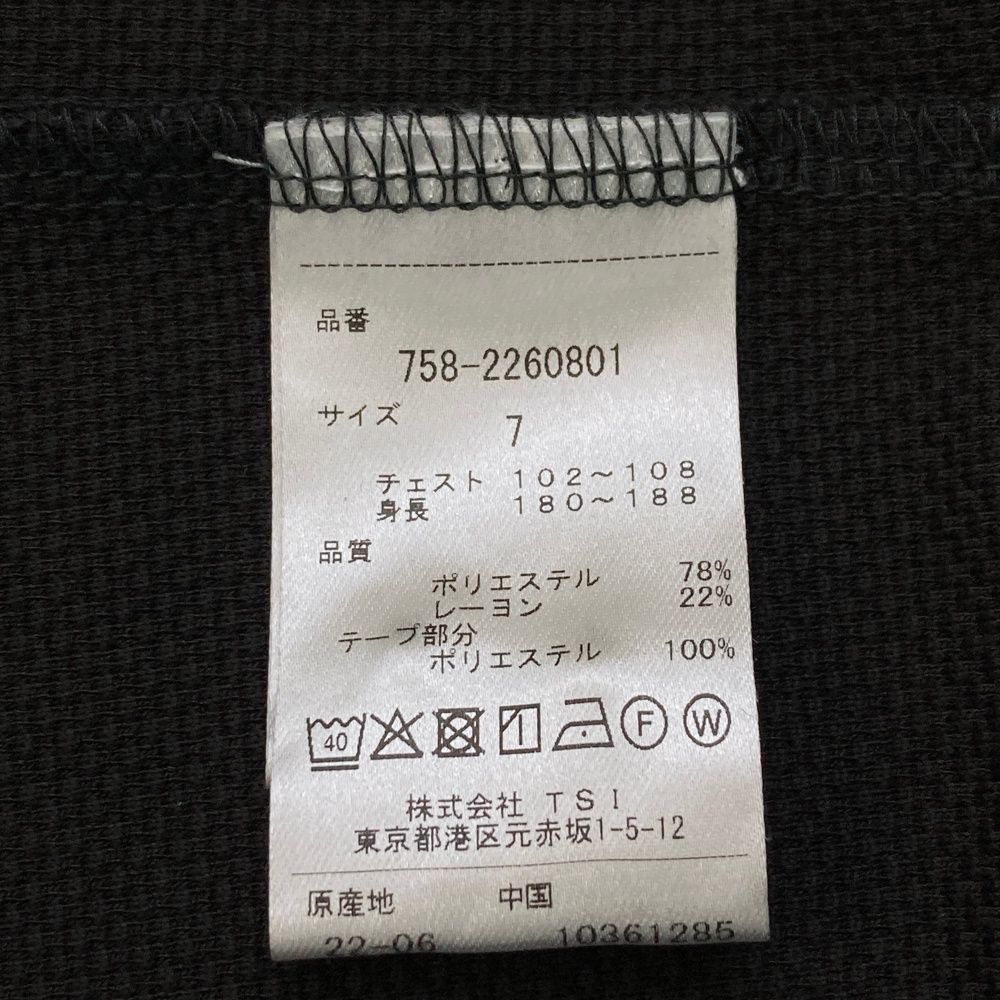 品番
758-2260801
サイズ
7
チェスト 102～108
身長 180～188
品質
ポリエステル 78%
レーヨン 22%
テープ部分
ポリエステル 100%
40 F W
株式会社 TSI
東京都港区元赤坂1-5-12
原産地 中国
22-06 10361285